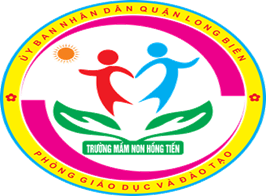 ỦY BAN NHÂN DÂN QUẬN LONG BIÊN
TRƯỜNG MẦM NON HỒNG TIẾN
PHÒNG GIÁO DỤC VÀ ĐÀO TẠO